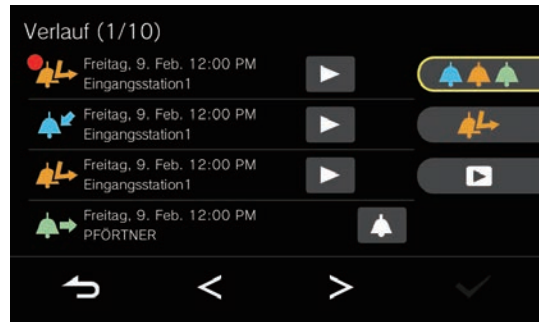 Verlauf (1/10)
Freitag, 9. Feb. 12:00 PM
Eingangsstation1
Freitag, 9. Feb. 12:00 PM
Eingangsstation1
Freitag, 9. Feb. 12:00 PM
Eingangsstation1
Freitag, 9. Feb. 12:00 PM
PFÖRTNER